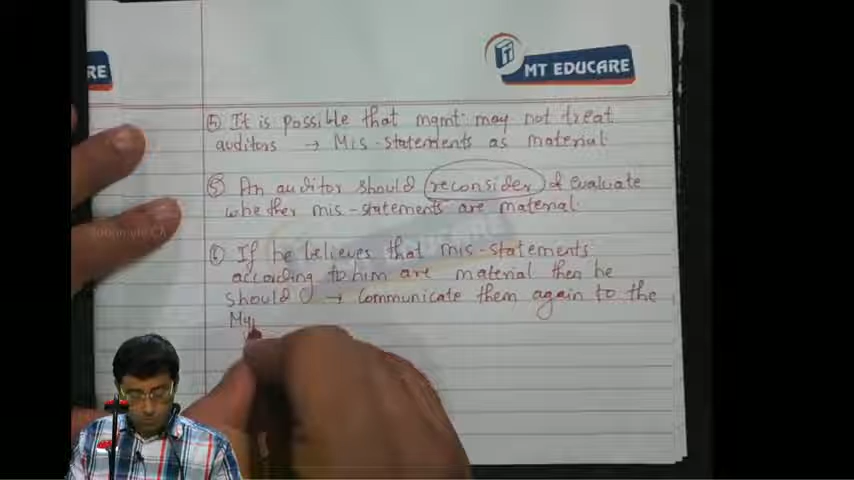 RE
MT EDUCARE
④ It is possible that mgmt. may not treat
auditors → Mis-statements as material
⑤ An auditor should reconsider & evaluate
whether mis-statements are material.
⑥ If he believes that mis-statements
according to him are material then he
should → communicate them again to the